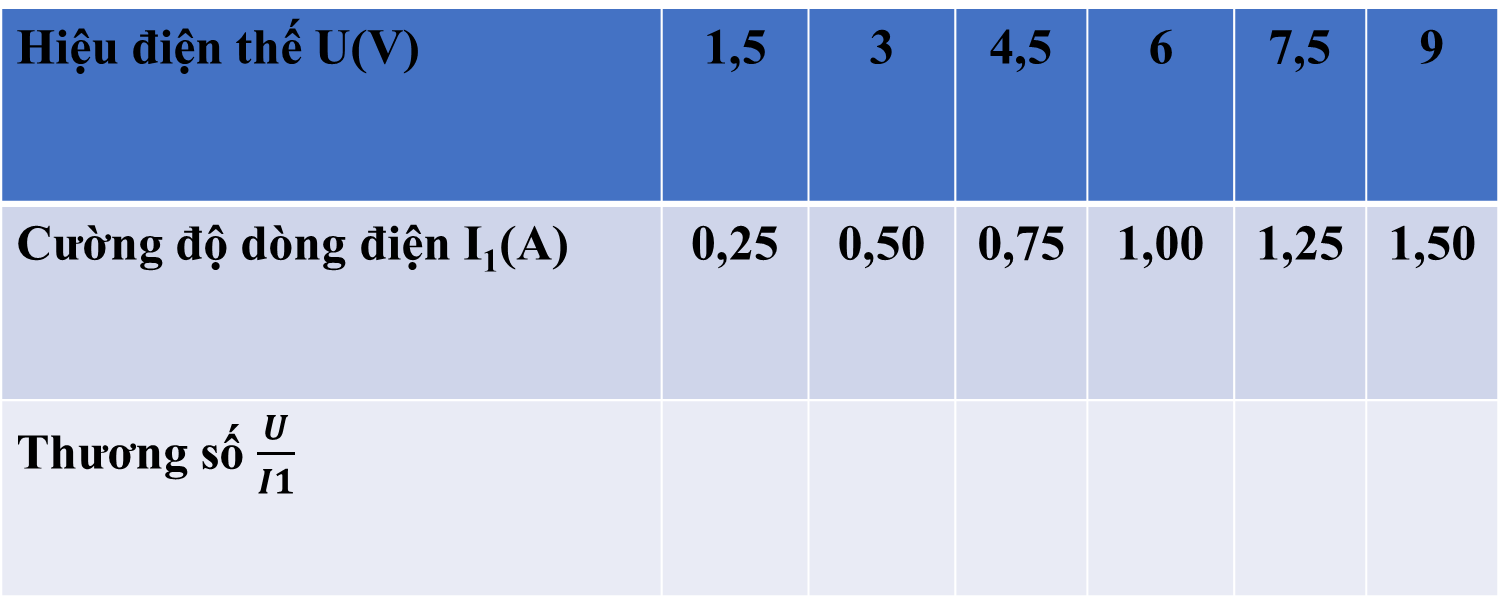 Hiệu điện thế U(V) 1,5 3 4,5 6 7,5 9
Cường độ dòng điện I₁(A) 0,25 0,50 0,75 1,00 1,25 1,50
Thương số U/I1